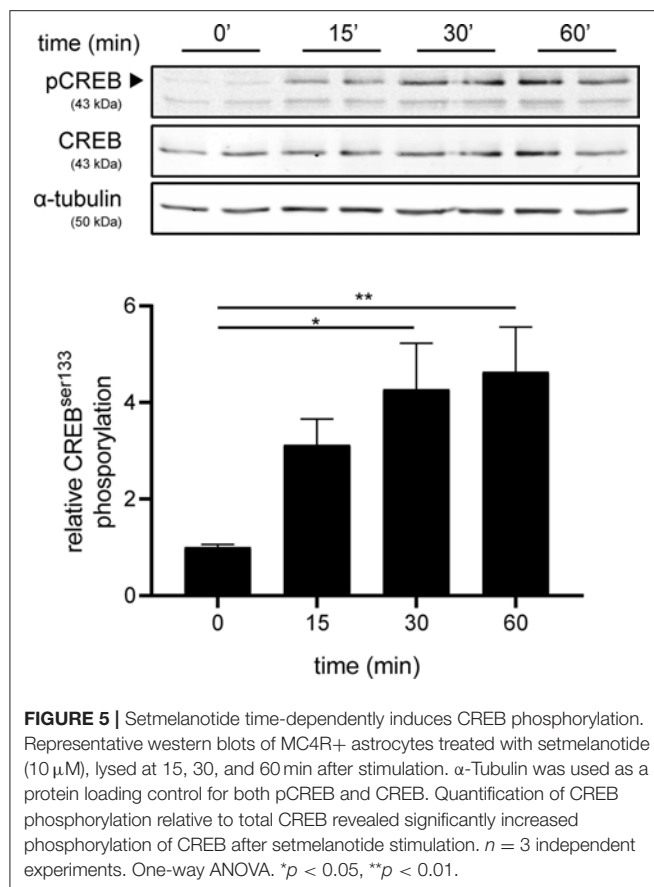 time (min) 0' 15' 30' 60'
pCREB
(43 kDa)
CREB
(43 kDa)
α-tubulin
(50 kDa)
**
*
6
4
2
0
relative CREB^ser133
phosporylation
0 15 30 60
time (min)
FIGURE 5 | Setmelanotide time-dependently induces CREB phosphorylation.
Representative western blots of MC4R+ astrocytes treated with setmelanotide
(10 μM), lysed at 15, 30, and 60 min after stimulation. α-Tubulin was used as a
protein loading control for both pCREB and CREB. Quantification of CREB
phosphorylation relative to total CREB revealed significantly increased
phosphorylation of CREB after setmelanotide stimulation. n = 3 independent
experiments. One-way ANOVA. *p < 0.05, **p < 0.01.